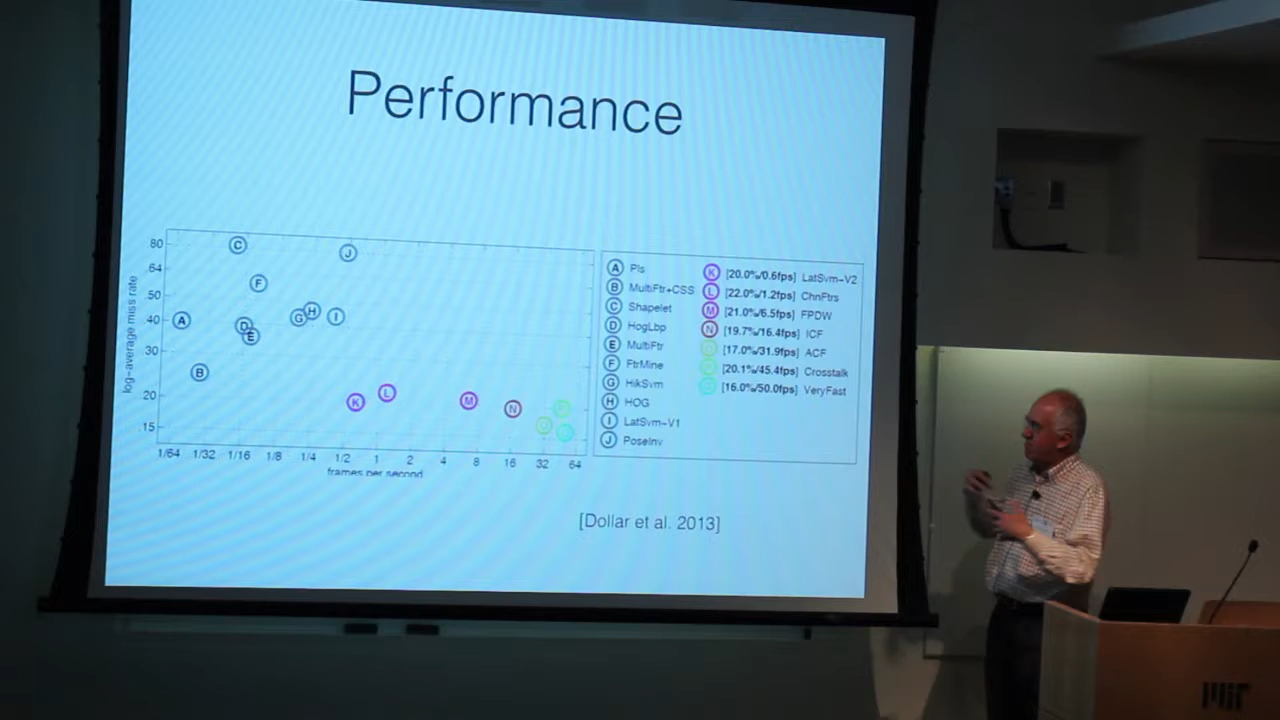 Performance
80
64
50
40
30
20
15
log-average miss rate
C
J
F
A
D
E
G
H
I
B
K
L
M
N
1/64 1/32 1/16 1/8 1/4 1/2 1 2 4 8 16 32 64
frames per second
A Pls
B MultiFtr+CSS
C Shapelet
D HogLbp
E MultiFtr
F FtrMine
G HikSvm
H HOG
I LatSvm-V1
J PoseInv
K [20.0%/0.6fps] LatSvm-V2
L [22.0%/1.2fps] ChnFtrs
M [21.0%/6.5fps] FPDW
N [19.7%/16.4fps] ICF
[17.0%/31.9fps] ACF
[20.1%/45.4fps] Crosstalk
[16.0%/50.0fps] VeryFast
[Dollar et al. 2013]
MIT